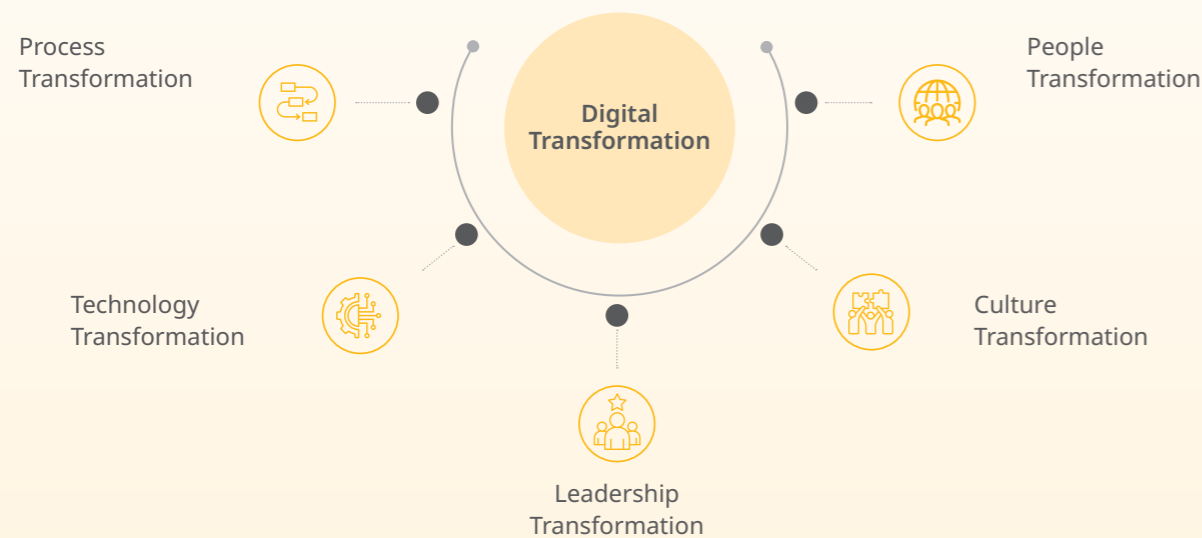 Process
Transformation
Digital
Transformation
People
Transformation
Technology
Transformation
Culture
Transformation
Leadership
Transformation